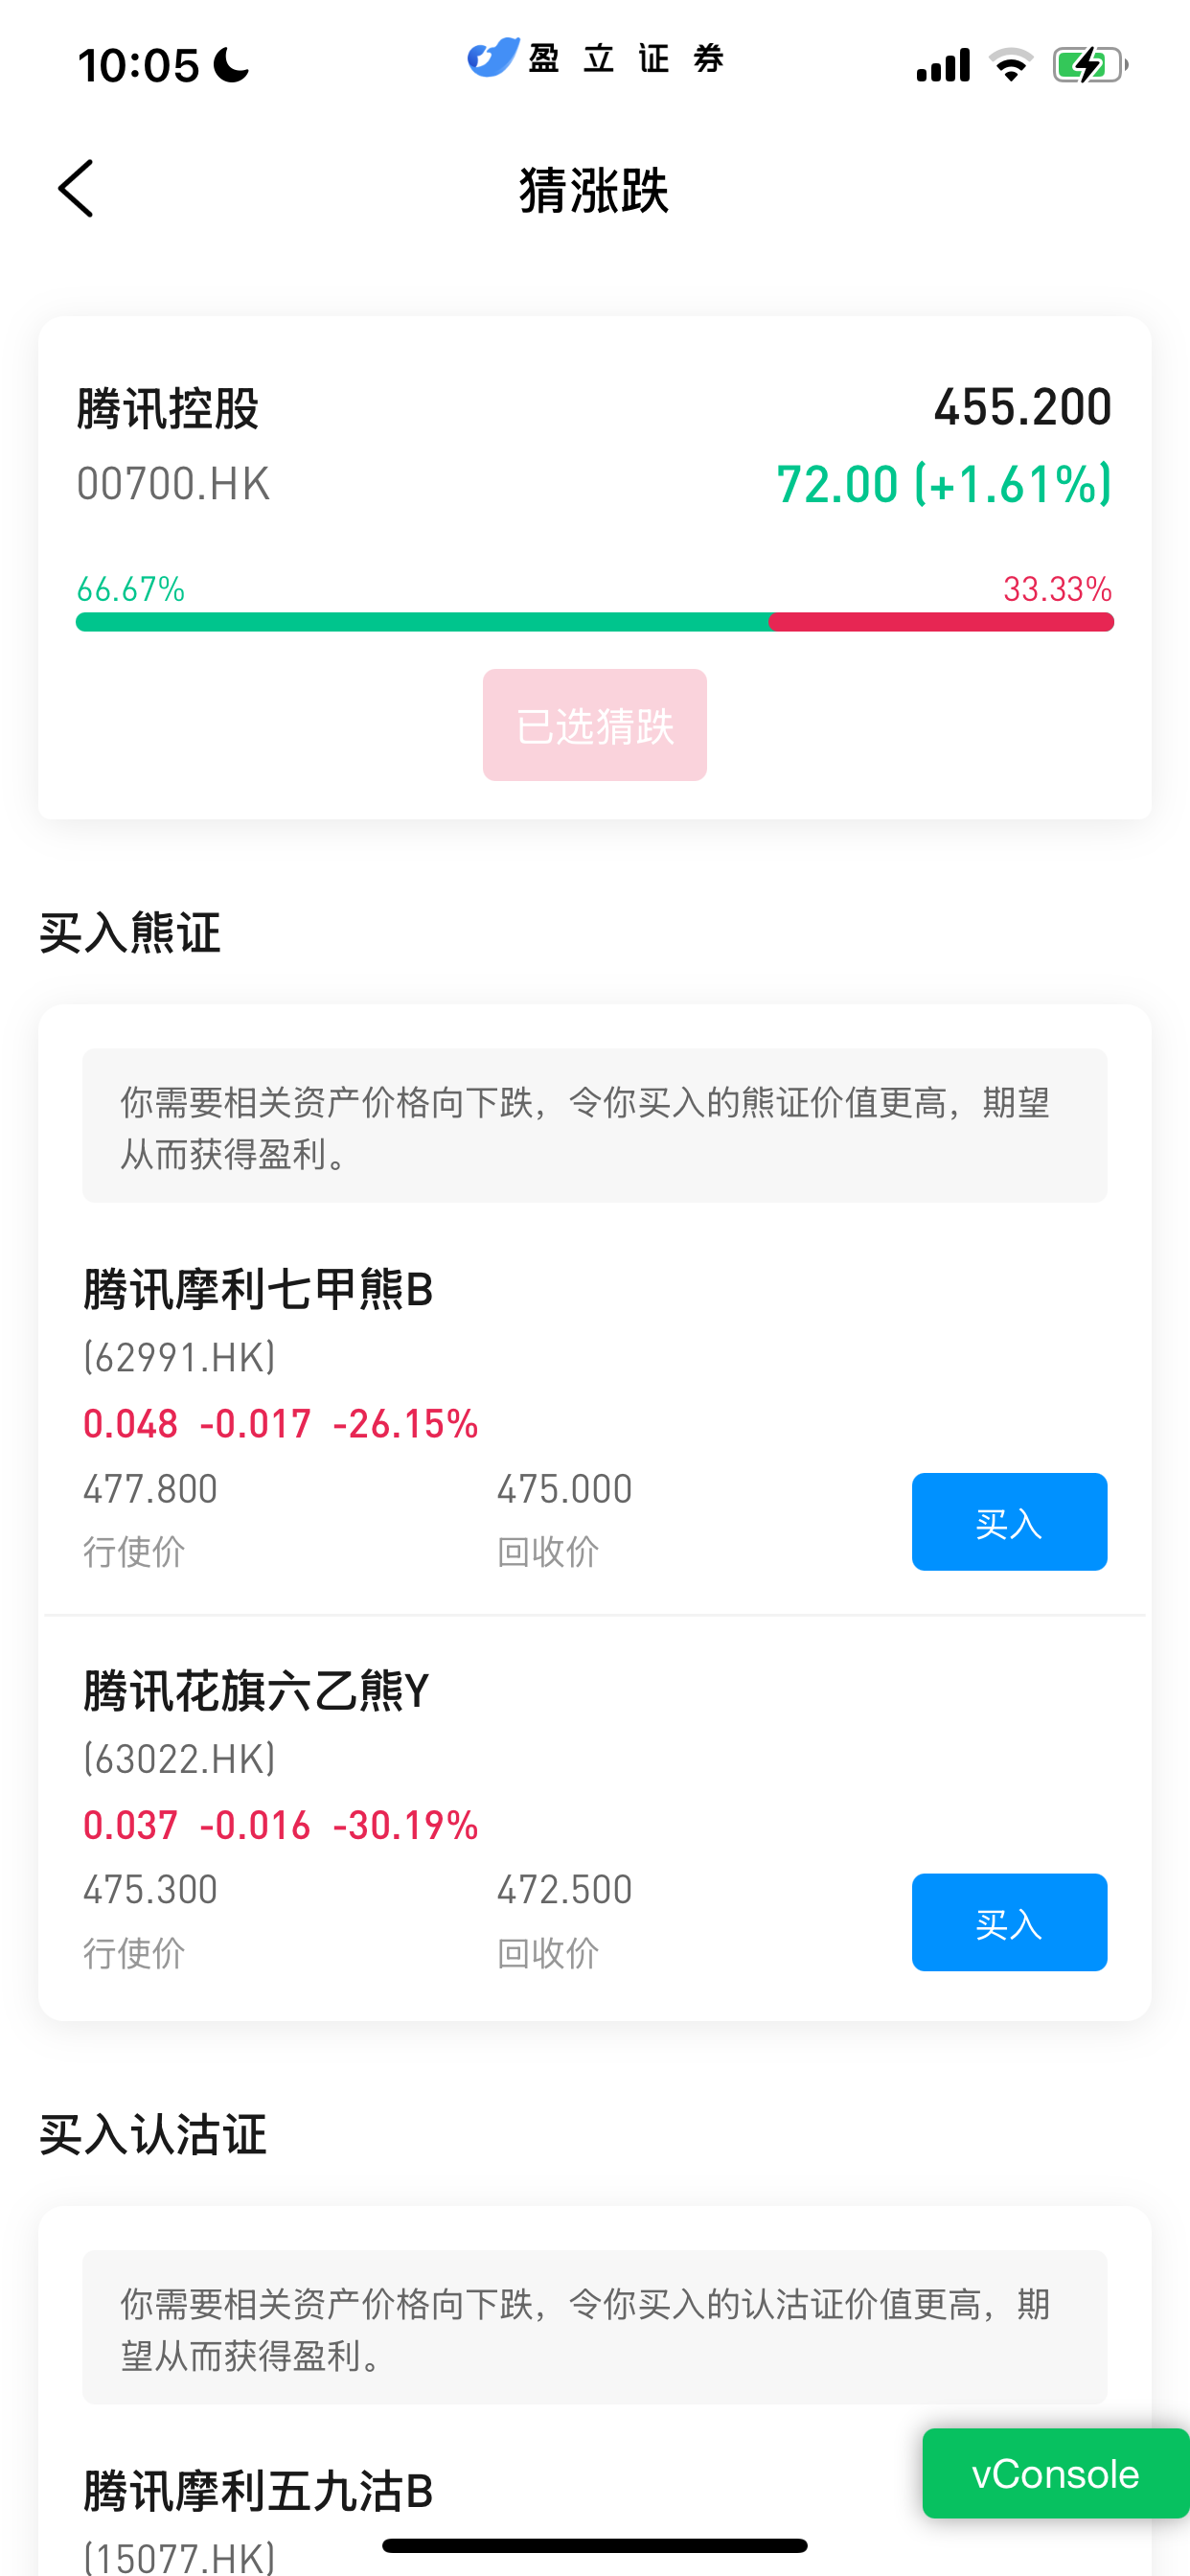 10:05
盈立证券
猜涨跌
腾讯控股 455.200
00700.HK 72.00 (+1.61%)
66.67% 33.33%
已选猜跌
买入熊证
你需要相关资产价格向下跌，令你买入的熊证价值更高，期望
从而获得盈利。
腾讯摩利七甲熊B
(62991.HK)
0.048 -0.017 -26.15%
477.800 475.000
行使价 回收价
买入
腾讯花旗六乙熊Y
(63022.HK)
0.037 -0.016 -30.19%
475.300 472.500
行使价 回收价
买入
买入认沽证
你需要相关资产价格向下跌，令你买入的认沽证价值更高，期
望从而获得盈利。
vConsole
腾讯摩利五九沽B
(15077.HK)